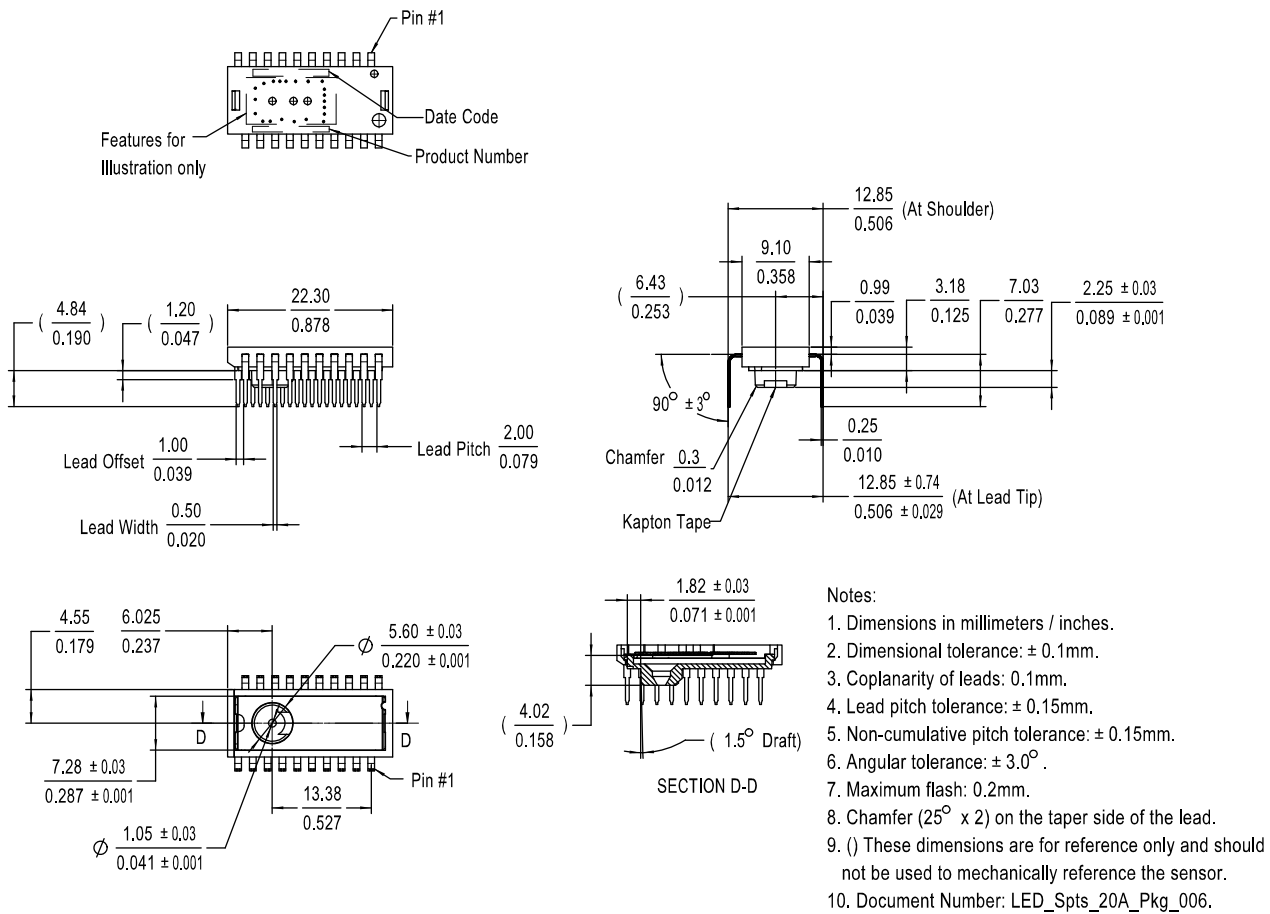 Pin #1
Date Code
Features for
Illustration only
Product Number
12.85
0.506
(At Shoulder)
9.10
0.358
( 6.43
0.253 )
0.99
0.039
3.18
0.125
7.03
0.277
2.25 ± 0.03
0.089 ± 0.001
( 4.84
0.190 )
( 1.20
0.047 )
22.30
0.878
90° ±3°
Lead Offset 1.00
0.039
Lead Pitch 2.00
0.079
Lead Width 0.50
0.020
0.25
0.010
Chamfer 0.3
0.012
12.85 ± 0.74
0.506 ± 0.029
(At Lead Tip)
Kapton Tape
4.55
0.179
6.025
0.237
Ø 5.60 ± 0.03
0.220 ± 0.001
D
D
7.28 ± 0.03
0.287 ± 0.001
Pin #1
13.38
0.527
Ø 1.05 ± 0.03
0.041 ± 0.001
1.82 ± 0.03
0.071 ± 0.001
( 4.02
0.158 )
( 1.5° Draft)
SECTION D-D
Notes:
1. Dimensions in millimeters / inches.
2. Dimensional tolerance: ± 0.1mm.
3. Coplanarity of leads: 0.1mm.
4. Lead pitch tolerance: ± 0.15mm.
5. Non-cumulative pitch tolerance: ± 0.15mm.
6. Angular tolerance: ± 3.0°.
7. Maximum flash: 0.2mm.
8. Chamfer (25° x 2) on the taper side of the lead.
9. () These dimensions are for reference only and should
not be used to mechanically reference the sensor.
10. Document Number: LED_Spts_20A_Pkg_006.